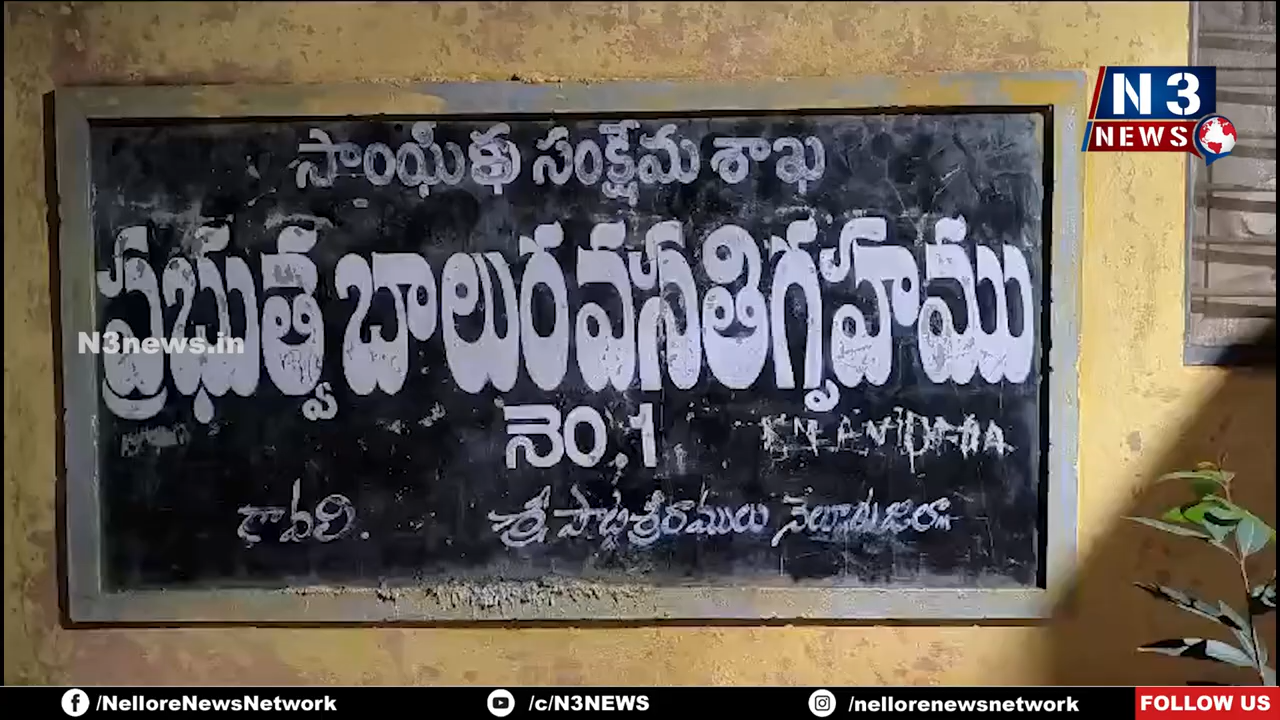 N3
NEWS
సాంఘిక సంక్షేమ శాఖ
ప్రభుత్వ బాలుర వసతి గృహము
N3news.in
నెం.1
కావలి. శ్రీ పొట్టి శ్రీరాములు నెల్లూరు జిల్లా
/NelloreNewsNetwork /c/N3NEWS /nellorenewsnetwork FOLLOW US